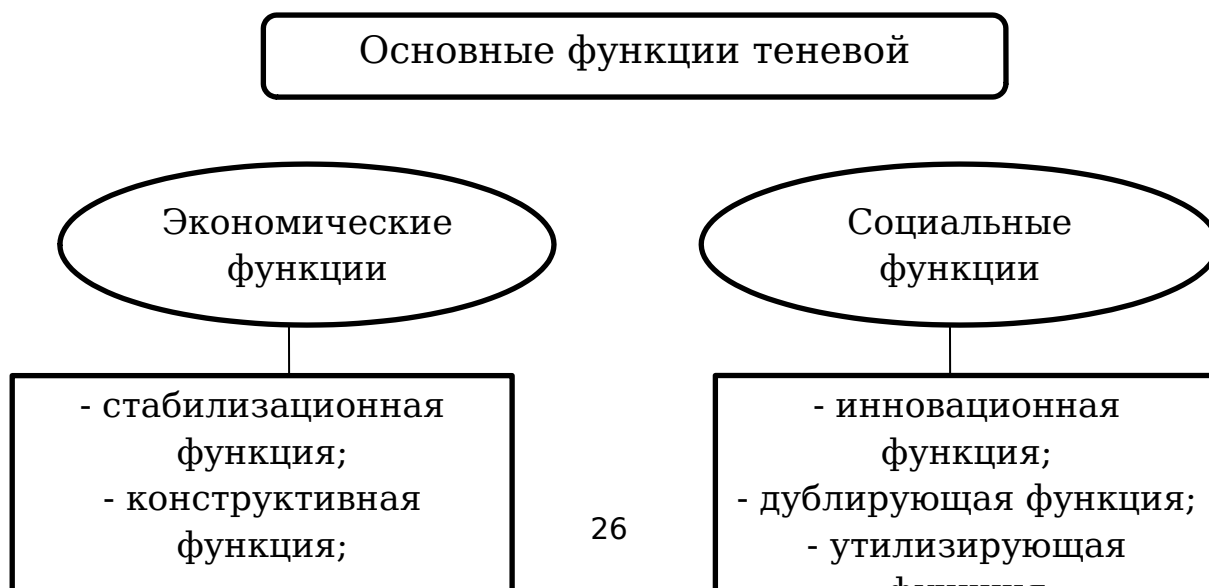 Основные функции теневой
Экономические
функции
Социальные
функции
- стабилизационная
функция;
- конструктивная
функция;
- инновационная
функция;
- дублирующая функция;
- утилизирующая
26